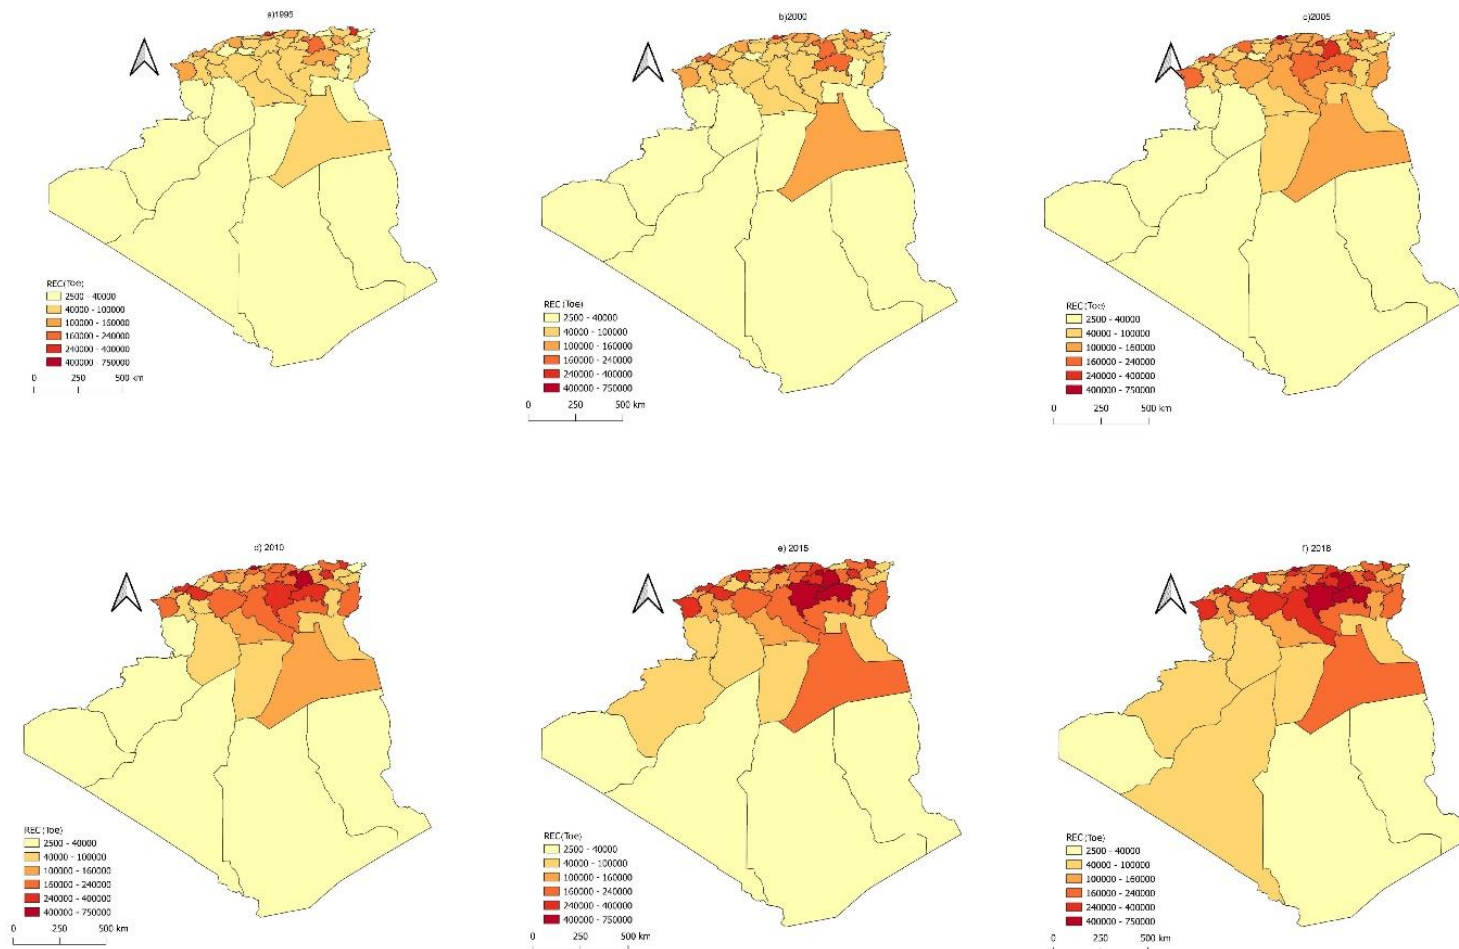 a)1995
REC(Toe)
2500 - 40000
40000 - 100000
100000 - 160000
160000 - 240000
240000 - 400000
400000 - 750000
0 250 500 km
b)2000
REC (Toe)
2500 - 40000
40000 - 100000
100000 - 160000
160000 - 240000
240000 - 400000
400000 - 750000
0 250 500 km
c)2005
REC (Toe)
2500 - 40000
40000 - 100000
100000 - 160000
160000 - 240000
240000 - 400000
400000 - 750000
0 250 500 km
d) 2010
REC (Toe)
2500 - 40000
40000 - 100000
100000 - 160000
160000 - 240000
240000 - 400000
400000 - 750000
0 250 500 km
e) 2015
REC (Toe)
2500 - 40000
40000 - 100000
100000 - 160000
160000 - 240000
240000 - 400000
400000 - 750000
0 250 500 km
f) 2018
REC (Toe)
2500 - 40000
40000 - 100000
100000 - 160000
160000 - 240000
240000 - 400000
400000 - 750000
0 250 500 km